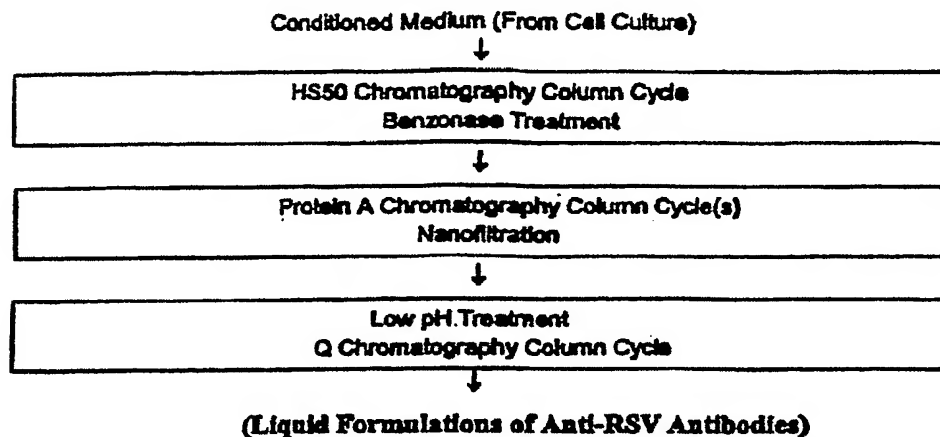 Conditioned Medium (From Cell Culture)
HS50 Chromatography Column Cycle
Benzonase Treatment
Protein A Chromatography Column Cycle(s)
Nanofiltration
Low pH.Treatment
Q Chromatography Column Cycle
(Liquid Formulations of Anti-RSV Antibodies)